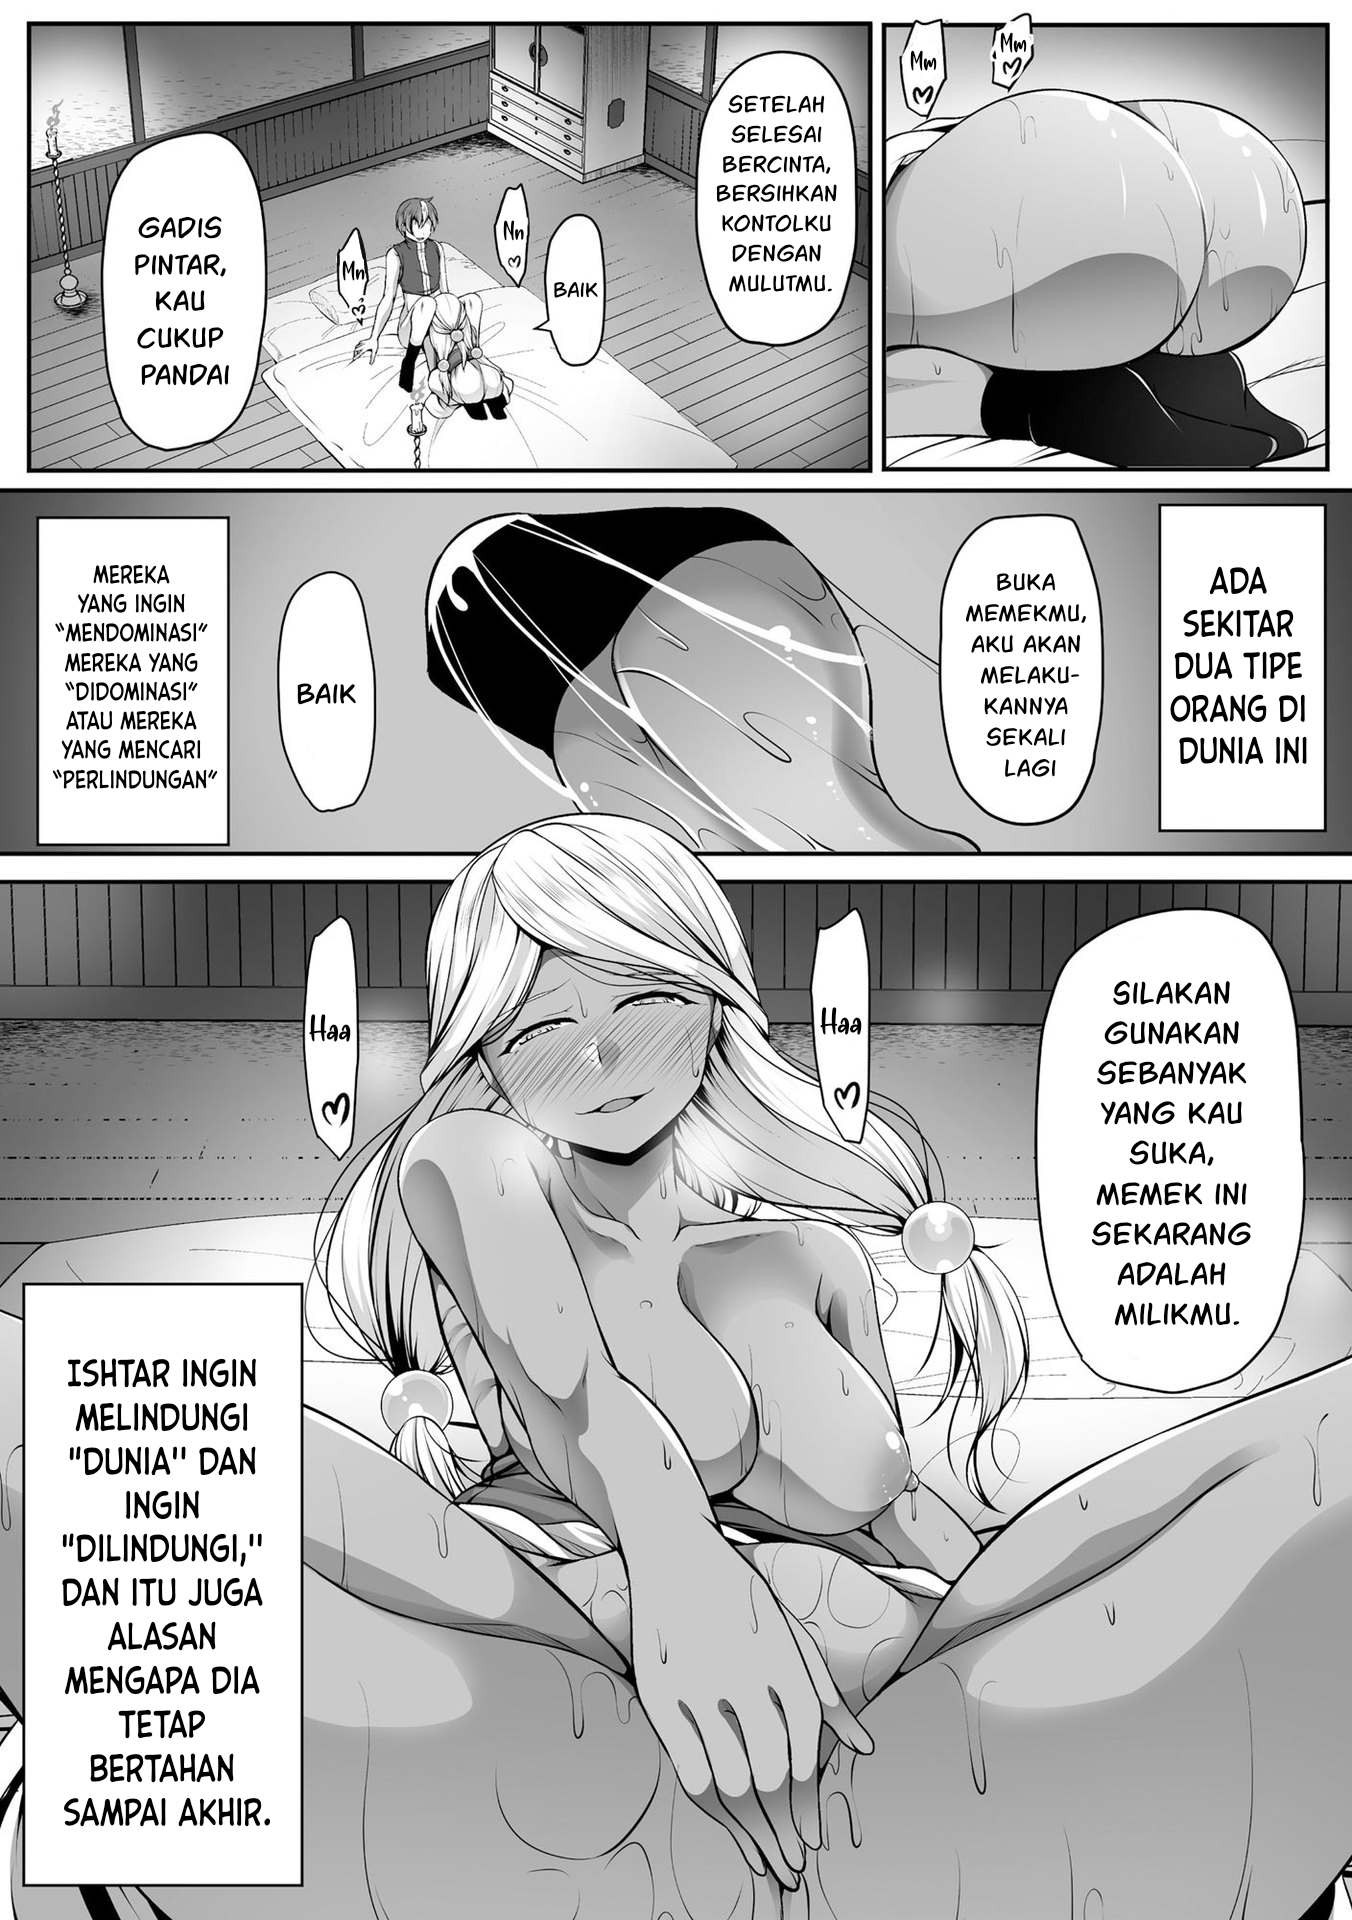 Mm
Mm
SETELAH
SELESAI
BERCINTA,
BERSIHKAN
KONTOLKU
DENGAN
MULUTMU.
BAIK
Nn
Mn
GADIS
PINTAR,
KAU
CUKUP
PANDAI
ADA
SEKITAR
DUA TIPE
ORANG DI
DUNIA INI
BUKA
MEMEKMU,
AKU AKAN
MELAKU-
KANNYA
SEKALI
LAGI
BAIK
MEREKA
YANG INGIN
"MENDOMINASI"
MEREKA YANG
"DIDOMINASI"
ATAU MEREKA
YANG MENCARI
"PERLINDUNGAN"
SILAKAN
GUNAKAN
SEBANYAK
YANG KAU
SUKA,
MEMEK INI
SEKARANG
ADALAH
MILIKMU.
Haa
Haa
ISHTAR INGIN
MELINDUNGI
"DUNIA" DAN
INGIN
"DILINDUNGI,"
DAN ITU JUGA
ALASAN
MENGAPA DIA
TETAP
BERTAHAN
SAMPAI AKHIR.